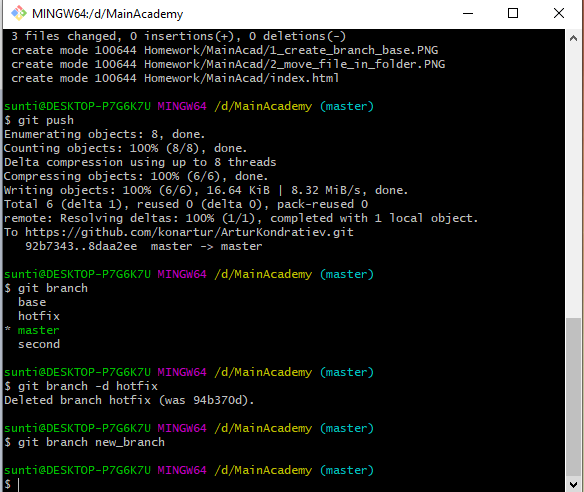 MINGW64:/d/MainAcademy
3 files changed, 0 insertions(+), 0 deletions(-)
create mode 100644 Homework/MainAcad/1_create_branch_base.PNG
create mode 100644 Homework/MainAcad/2_move_file_in_folder.PNG
create mode 100644 Homework/MainAcad/index.html
sunti@DESKTOP-P7G6K7U MINGW64 /d/MainAcademy (master)
$ git push
Enumerating objects: 8, done.
Counting objects: 100% (8/8), done.
Delta compression using up to 8 threads
Compressing objects: 100% (6/6), done.
Writing objects: 100% (6/6), 16.64 KiB | 8.32 MiB/s, done.
Total 6 (delta 1), reused 0 (delta 0), pack-reused 0
remote: Resolving deltas: 100% (1/1), completed with 1 local object.
To https://github.com/konartur/ArturKondratiev.git
92b7343..8daa2ee  master -> master
sunti@DESKTOP-P7G6K7U MINGW64 /d/MainAcademy (master)
$ git branch
base
hotfix
* master
second
sunti@DESKTOP-P7G6K7U MINGW64 /d/MainAcademy (master)
$ git branch -d hotfix
Deleted branch hotfix (was 94b370d).
sunti@DESKTOP-P7G6K7U MINGW64 /d/MainAcademy (master)
$ git branch new_branch
sunti@DESKTOP-P7G6K7U MINGW64 /d/MainAcademy (master)
$